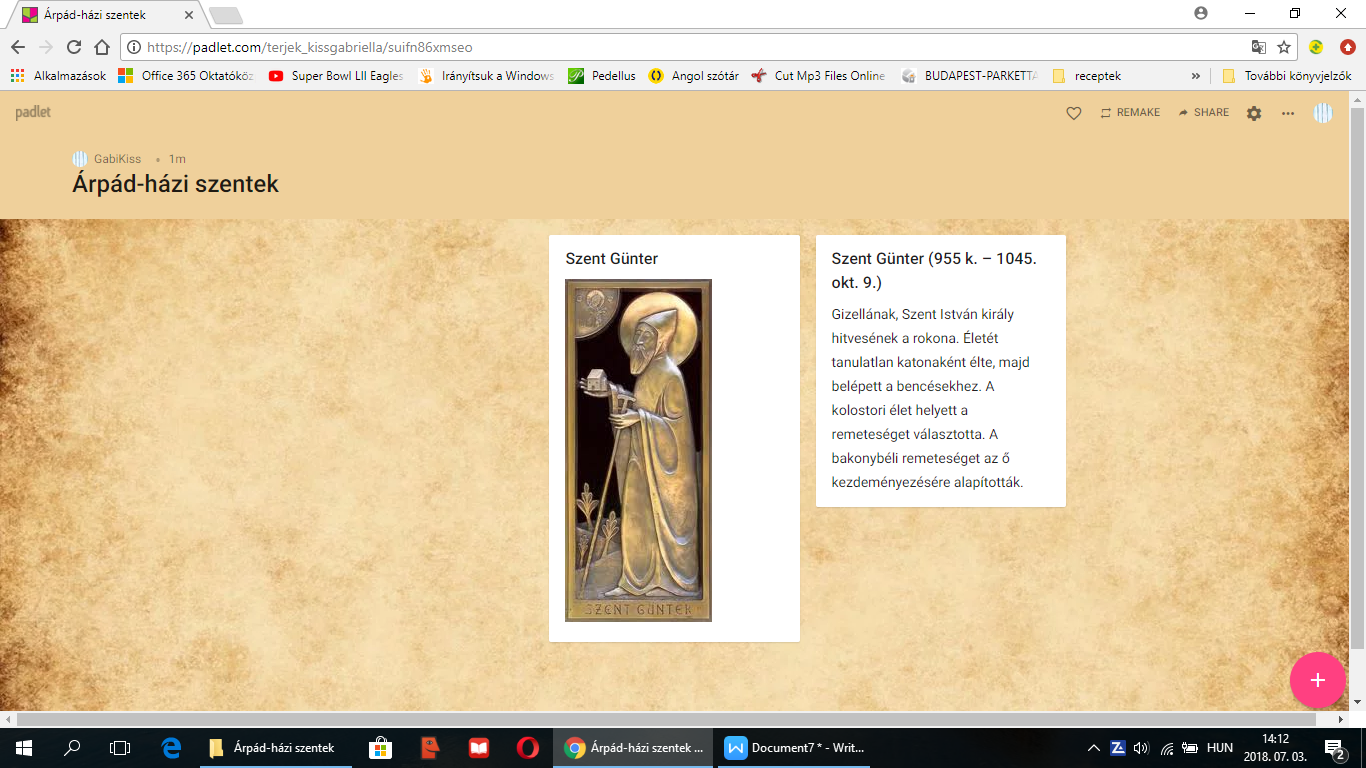 Árpád-házi szentek
https://padlet.com/terjek_kissgabriella/suifn86xmseo
Alkalmazások
Office 365 Oktatóköz
Super Bowl LII Eagles
Irányítsuk a Windows
Pedellus
Angol szótár
Cut Mp3 Files Online
BUDAPEST-PARKETTA
receptek
»
További könyvjelzők
padlet
REMAKE
SHARE
GabiKiss • 1m
Árpád-házi szentek
Szent Günter
SZENT GÜNTER
Szent Günter (955 k. – 1045.
okt. 9.)
Gizellának, Szent István király
hitvesének a rokona. Életét
tanulatlan katonaként élte, majd
belépett a bencésekhez. A
kolostori élet helyett a
remeteséget választotta. A
bakonybéli remeteséget az ő
kezdeményezésére alapították.
Árpád-házi szentek
Árpád-házi szentek ...
Document7 * - Writ...
HUN
14:12
2018. 07. 03.
2